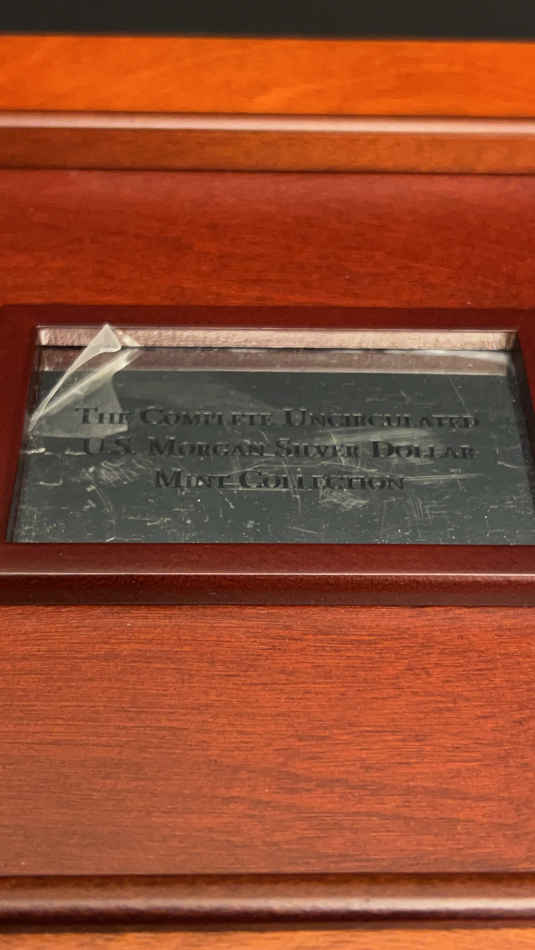 The Complete Uncirculated
U.S. Morgan Silver Dollar
Mint Collection